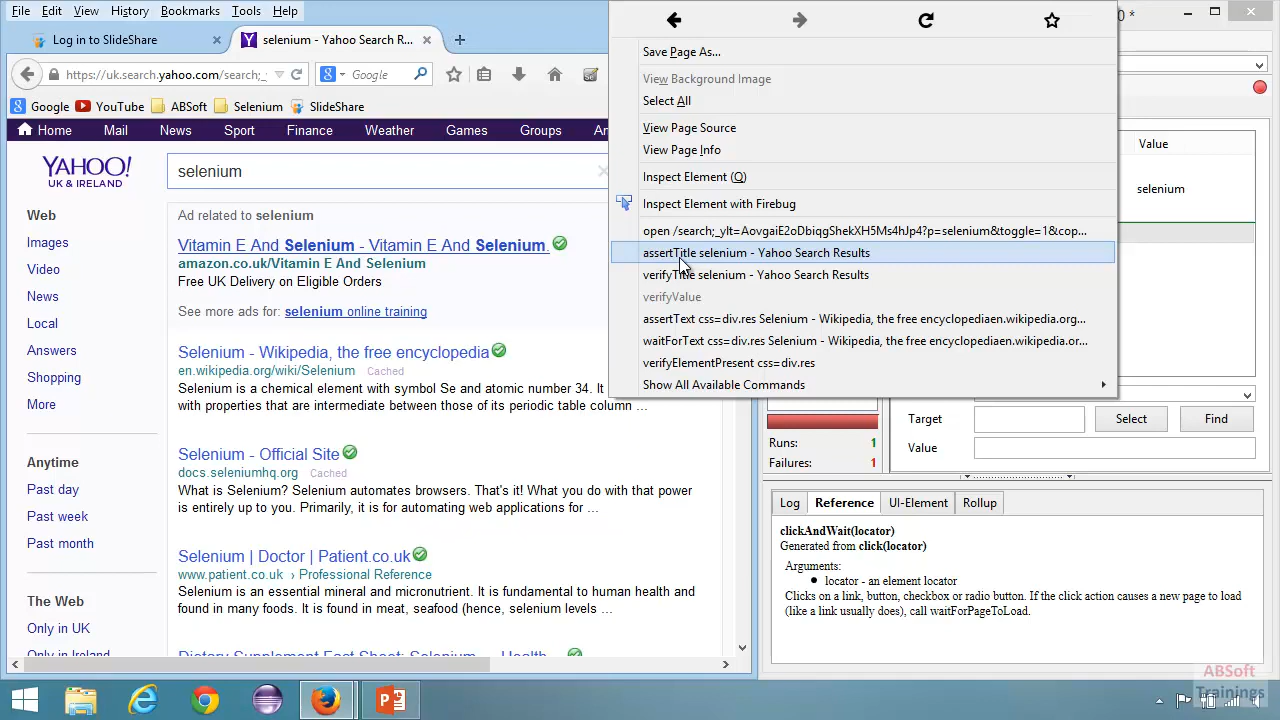 File Edit View History Bookmarks Tools Help
Log in to SlideShare
selenium - Yahoo Search R...
https://uk.search.yahoo.com/search;_
Google
Google YouTube ABSoft Selenium SlideShare
Home Mail News Sport Finance Weather Games Groups
YAHOO!
UK & IRELAND
selenium
Web
Images
Video
News
Local
Answers
Shopping
More
Anytime
Past day
Past week
Past month
The Web
Only in UK
Only in Ireland
Ad related to selenium
Vitamin E And Selenium - Vitamin E And Selenium.
amazon.co.uk/Vitamin E And Selenium
Free UK Delivery on Eligible Orders
See more ads for: selenium online training
Selenium - Wikipedia, the free encyclopedia
en.wikipedia.org/wiki/Selenium Cached
Selenium is a chemical element with symbol Se and atomic number 34. It
with properties that are intermediate between those of its periodic table column ...
Selenium - Official Site
docs.seleniumhq.org Cached
What is Selenium? Selenium automates browsers. That's it! What you do with that power
is entirely up to you. Primarily, it is for automating web applications for ...
Selenium | Doctor | Patient.co.uk
www.patient.co.uk › Professional Reference
Selenium is an essential mineral and micronutrient. It is fundamental to human health and
found in many foods. It is found in meat, seafood (hence, selenium levels ...
Dietary Supplement Fact Sheet: Selenium — Health
Save Page As...
View Background Image
Select All
View Page Source
View Page Info
Inspect Element (Q)
Inspect Element with Firebug
open /search;_ylt=AovgaiE2oDbiqgShekXH5Ms4hJp4?p=selenium&toggle=1&cop...
assertTitle selenium - Yahoo Search Results
verifyTitle selenium - Yahoo Search Results
verifyValue
assertText css=div.res Selenium - Wikipedia, the free encyclopediaen.wikipedia.org...
waitForText css=div.res Selenium - Wikipedia, the free encyclopediaen.wikipedia.or...
verifyElementPresent css=div.res
Show All Available Commands
0) *
Value
selenium
Target
Select
Find
Value
Runs: 1
Failures: 1
Log Reference UI-Element Rollup
clickAndWait(locator)
Generated from click(locator)
Arguments:
• locator - an element locator
Clicks on a link, button, checkbox or radio button. If the click action causes a new page to load
(like a link usually does), call waitForPageToLoad.
ABSoft
Trainings